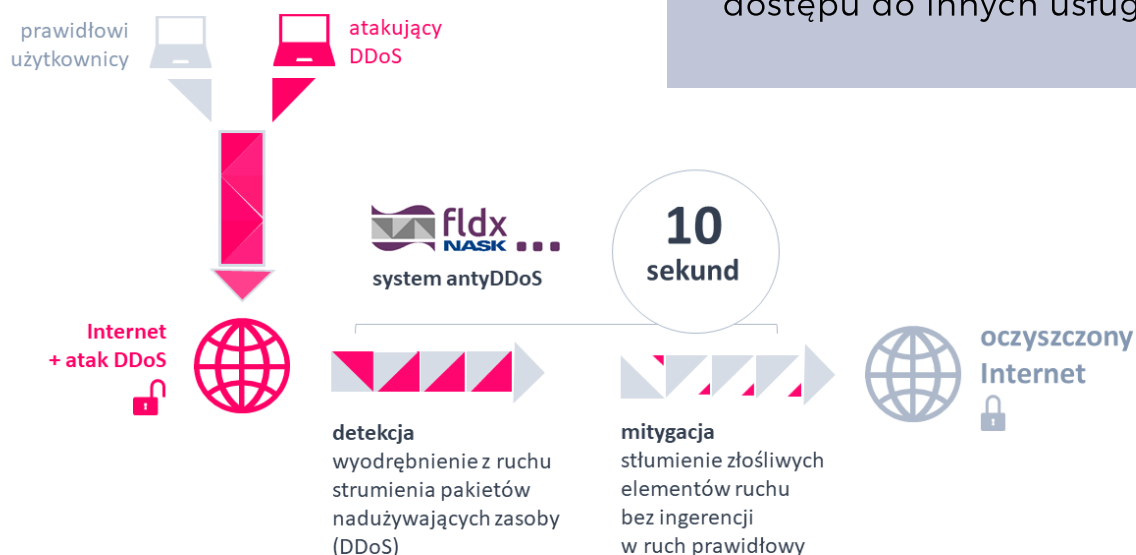 dostępu do innych usług
prawidłowi
użytkownicy
atakujący
DDoS
fldx
NASK
system antyDDoS
10
sekund
Internet
+ atak DDoS
oczyszczony
Internet
detekcja
wyodrębnienie z ruchu
strumienia pakietów
nadużywających zasoby
(DDoS)
mitygacja
stłumienie złośliwych
elementów ruchu
bez ingerencji
w ruch prawidłowy